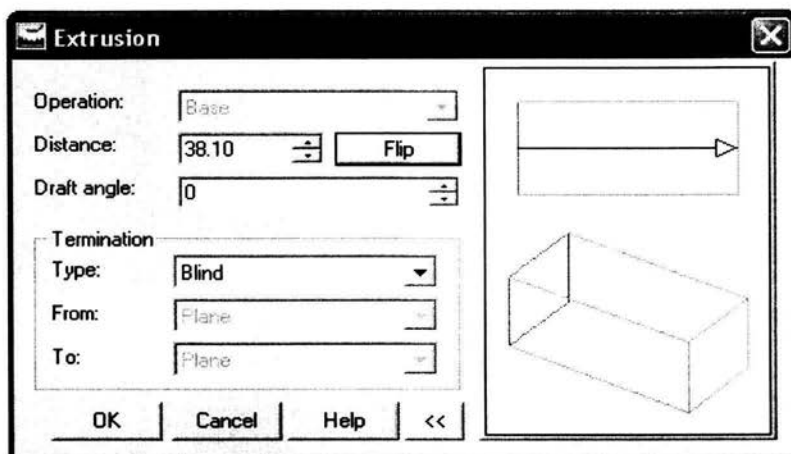 Extrusion
Operation: Base
Distance: 38.10 Flip
Draft angle: 0
Termination
Type: Blind
From: Plane
To: Plane
OK Cancel Help <<